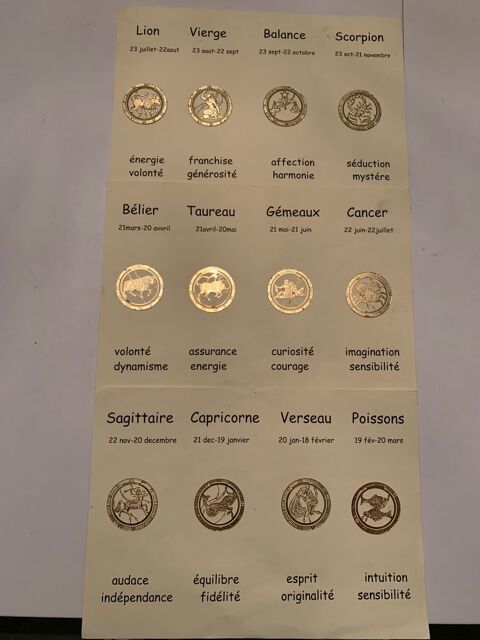 Lion Vierge Balance Scorpion
23 juillet-22aout 23 aout-22 sept 23 sept-22 octobre 23 oct-21 novembre
énergie franchise affection séduction
volonté générosité harmonie mystére
Bélier Taureau Gémeaux Cancer
21mars-20 avvril 21avril-20mai 21 mai-21 juin 22 juin-22juillet
volonté assurance curiosité imagination
dynamisme energie courage sensibilité
Sagittaire Capricorne Verseau Poissons
22 nov-20 decembre 21 dec-19 janvier 20 jan-18 février 19 fév-20 mars
audace équilibre esprit intuition
indépendance fidélité originalité sensibilité